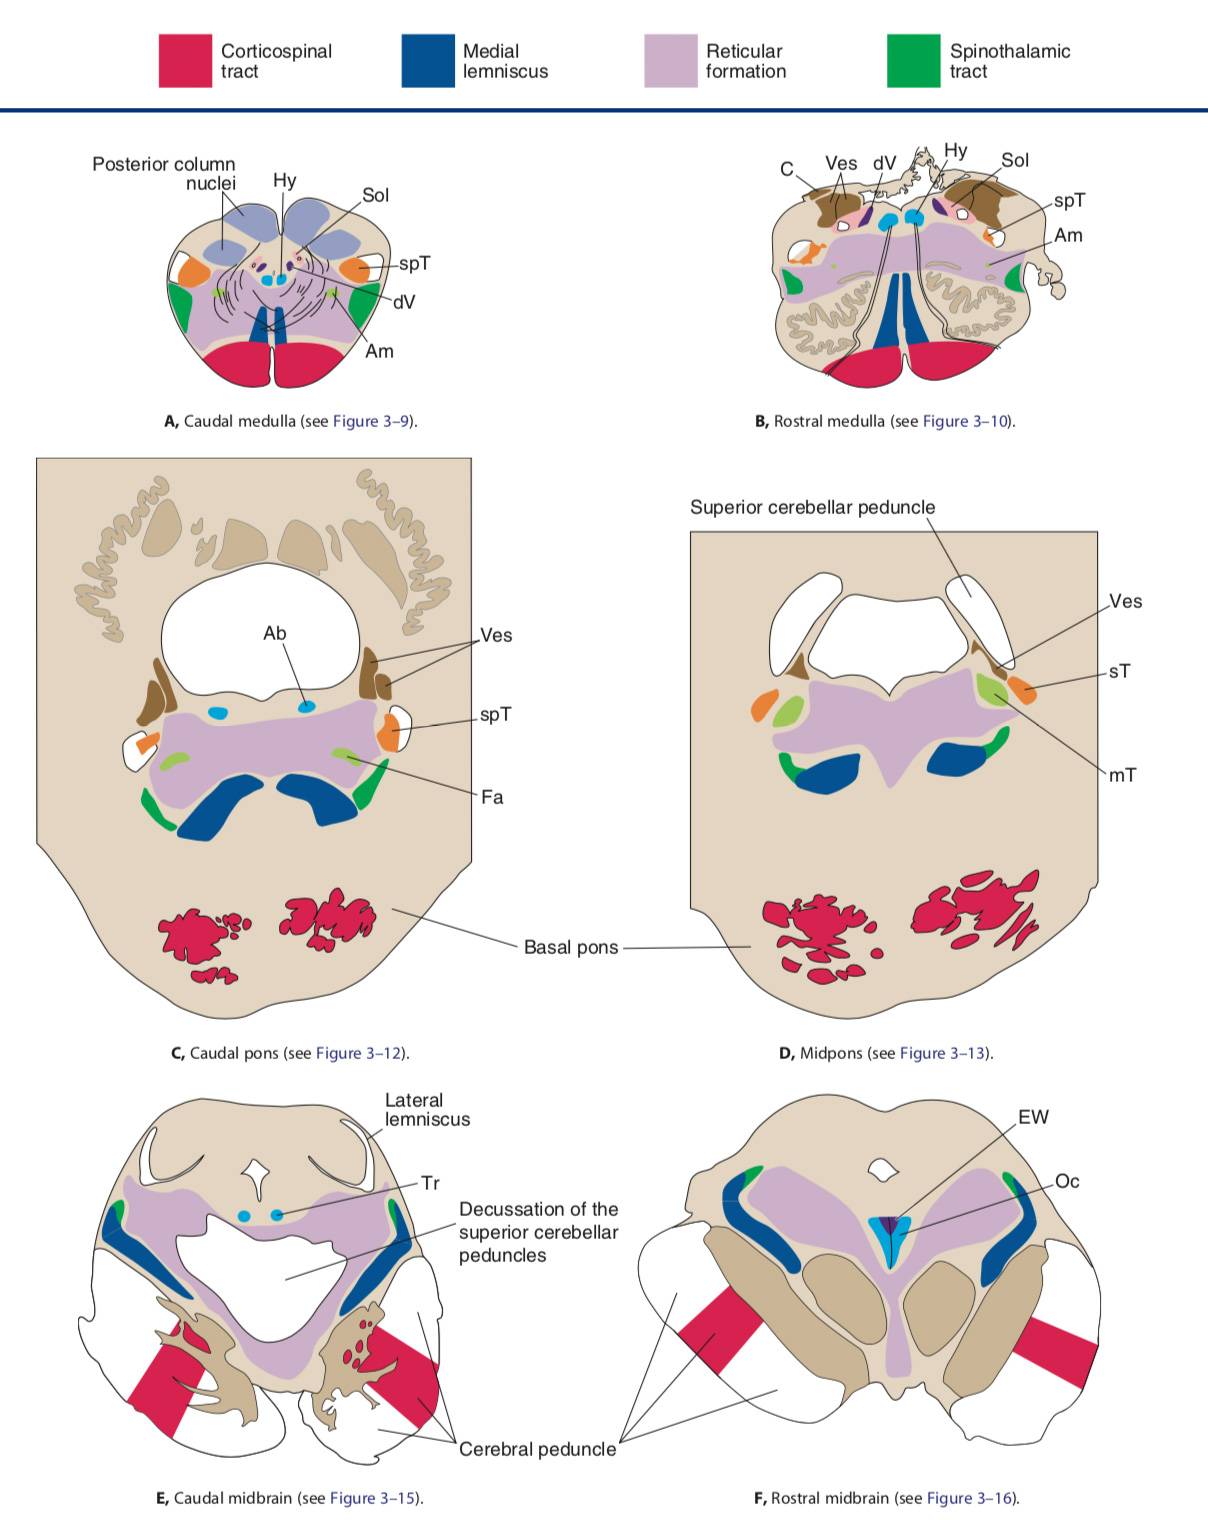 Corticospinal
tract
Medial
lemniscus
Reticular
formation
Spinothalamic
tract
Posterior column
nuclei
Hy
Sol
spT
dV
Am
A, Caudal medulla (see Figure 3–9).
C
Ves
dV
Hy
Sol
spT
Am
B, Rostral medulla (see Figure 3–10).
Ab
Ves
spT
Fa
Basal pons
C, Caudal pons (see Figure 3–12).
Superior cerebellar peduncle
Ves
sT
mT
D, Midpons (see Figure 3–13).
Lateral
lemniscus
Tr
Decussation of the
superior cerebellar
peduncles
Cerebral peduncle
E, Caudal midbrain (see Figure 3–15).
EW
Oc
F, Rostral midbrain (see Figure 3–16).